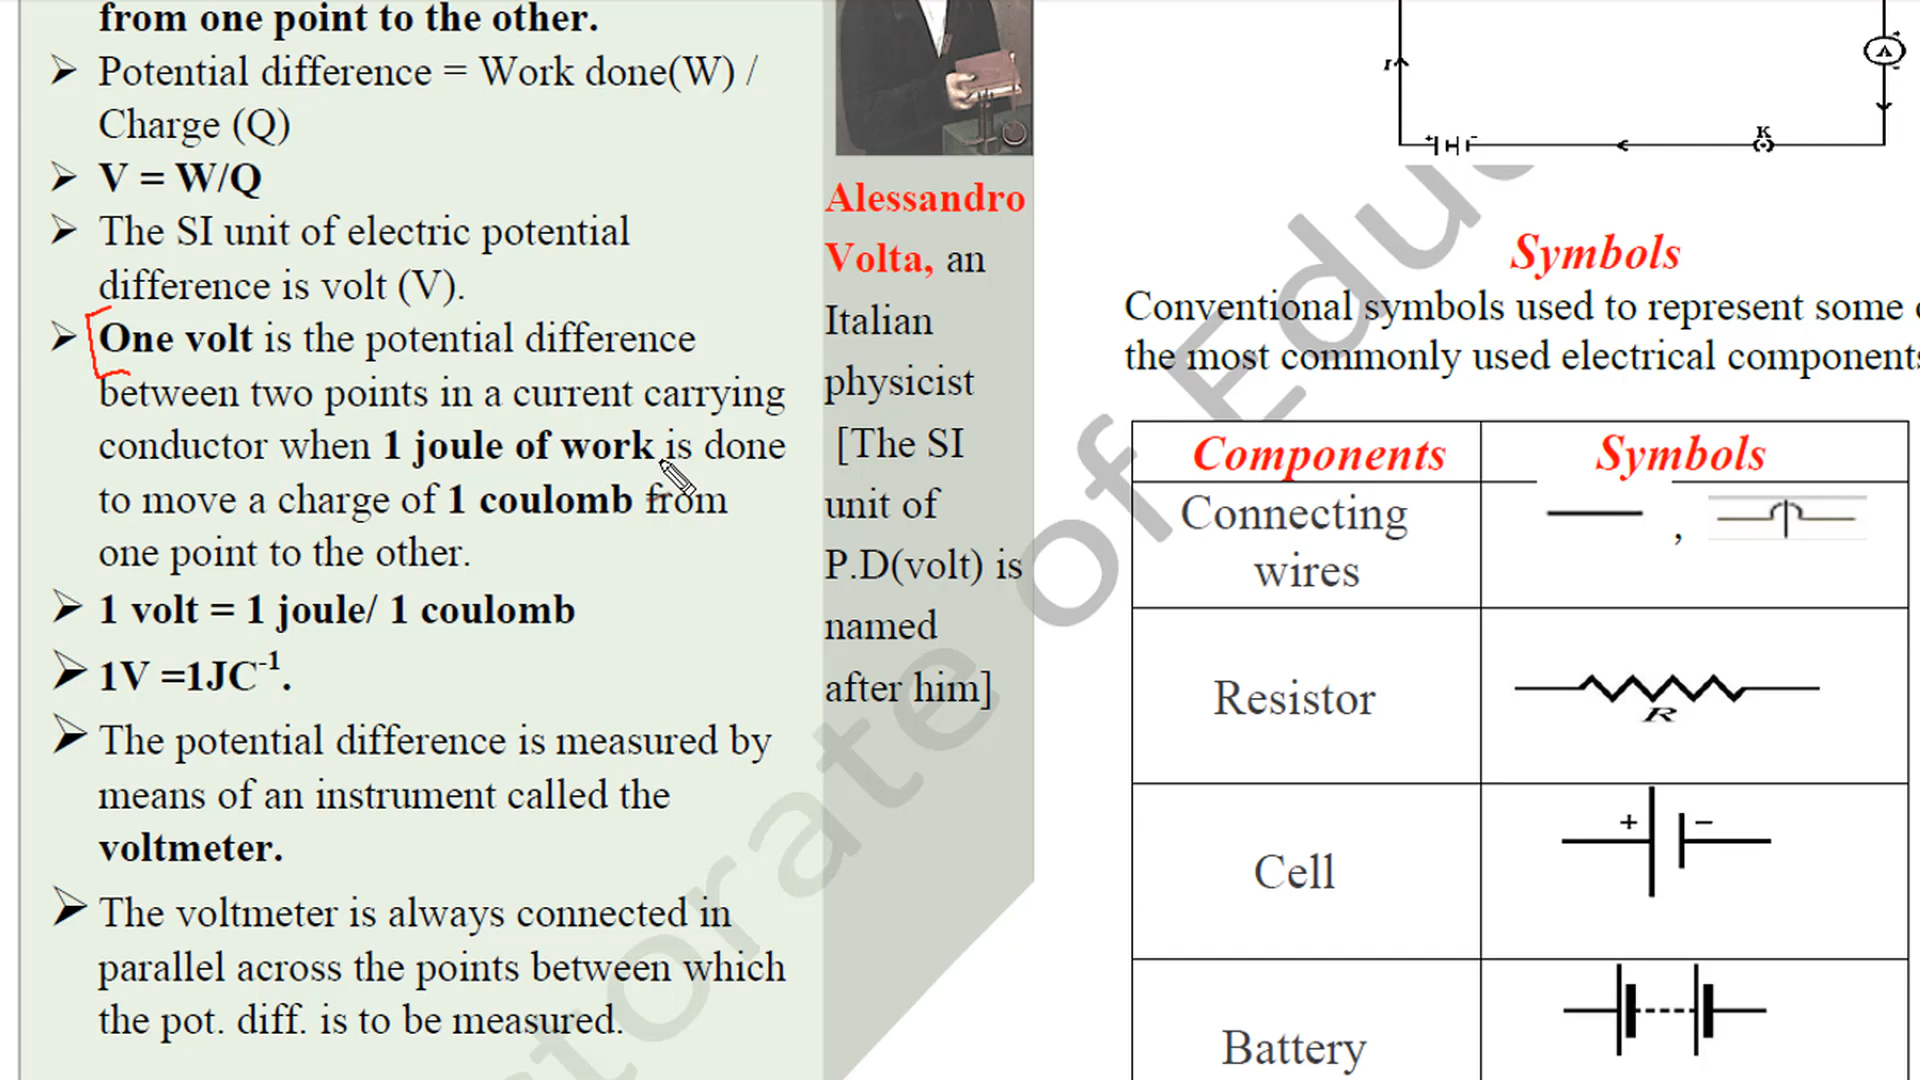 from one point to the other.
➢ Potential difference = Work done(W) /
Charge (Q)
➢ V = W/Q
➢ The SI unit of electric potential
difference is volt (V).
➢ One volt is the potential difference
between two points in a current carrying
conductor when 1 joule of work is done
to move a charge of 1 coulomb from
one point to the other.
➢ 1 volt = 1 joule/ 1 coulomb
➢ 1V =1JC⁻¹.
➢ The potential difference is measured by
means of an instrument called the
voltmeter.
➢ The voltmeter is always connected in
parallel across the points between which
the pot. diff. is to be measured.
Alessandro
Volta, an
Italian
physicist
[The SI
unit of
P.D(volt) is
named
after him]
I
A
+
-
+ -
K
Symbols
Conventional symbols used to represent some
the most commonly used electrical components
Components Symbols
Connecting
wires
,
Resistor
R
Cell
+ −
Battery
of Edu